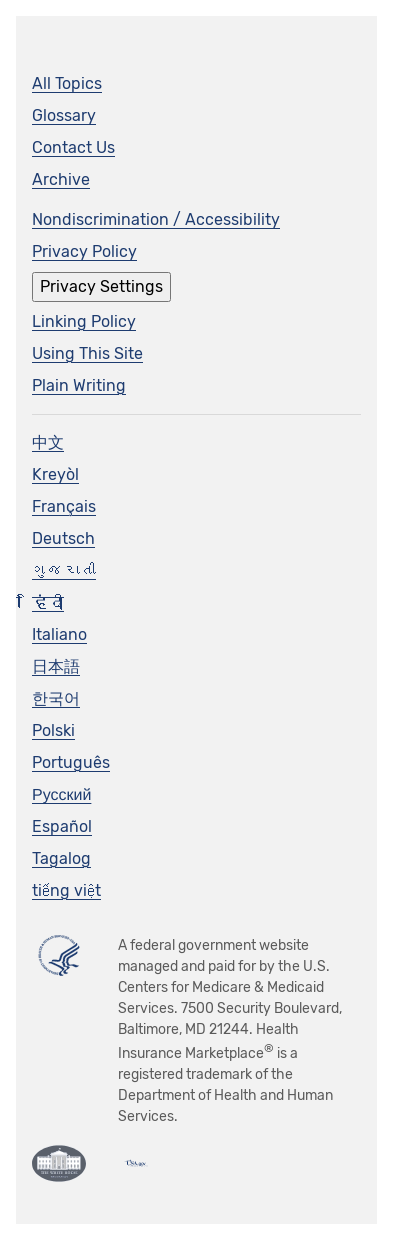 All Topics
Glossary
Contact Us
Archive
Nondiscrimination / Accessibility
Privacy Policy
Privacy Settings
Linking Policy
Using This Site
Plain Writing
中文
Kreyòl
Français
Deutsch
ગુજરાતી
हिंदी
Italiano
日本語
한국어
Polski
Português
Русский
Español
Tagalog
tiếng việt
A federal government website
managed and paid for by the U.S.
Centers for Medicare & Medicaid
Services. 7500 Security Boulevard,
Baltimore, MD 21244. Health
Insurance Marketplace® is a
registered trademark of the
Department of Health and Human
Services.
THE WHITE HOUSE